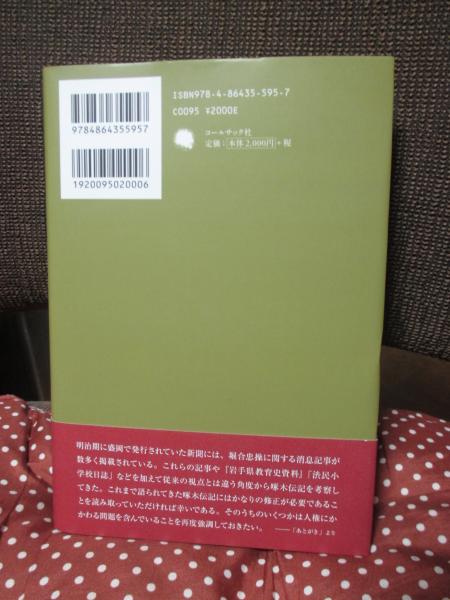 ISBN978-4-86435-595-7
C0095 ¥2000E
コールサック社
定価：本体2,000円＋税
9784864355957
1920095020006
明治期に盛岡で発行されていた新聞には、堀合忠操に関する消息記事が
数多く掲載されている。これらの記事や『岩手県教育史資料』『渋民小
学校日誌』などを加えて従来の視点とは違う角度から啄木伝記を考察し
てきた。これまで語られてきた啄木伝記にはかなりの修正が必要であるこ
とを読み取っていただければ幸いである。そのうちのいくつかは人権にか
かわる問題を含んでいることを再度強調しておきたい。 ――「あとがき」より